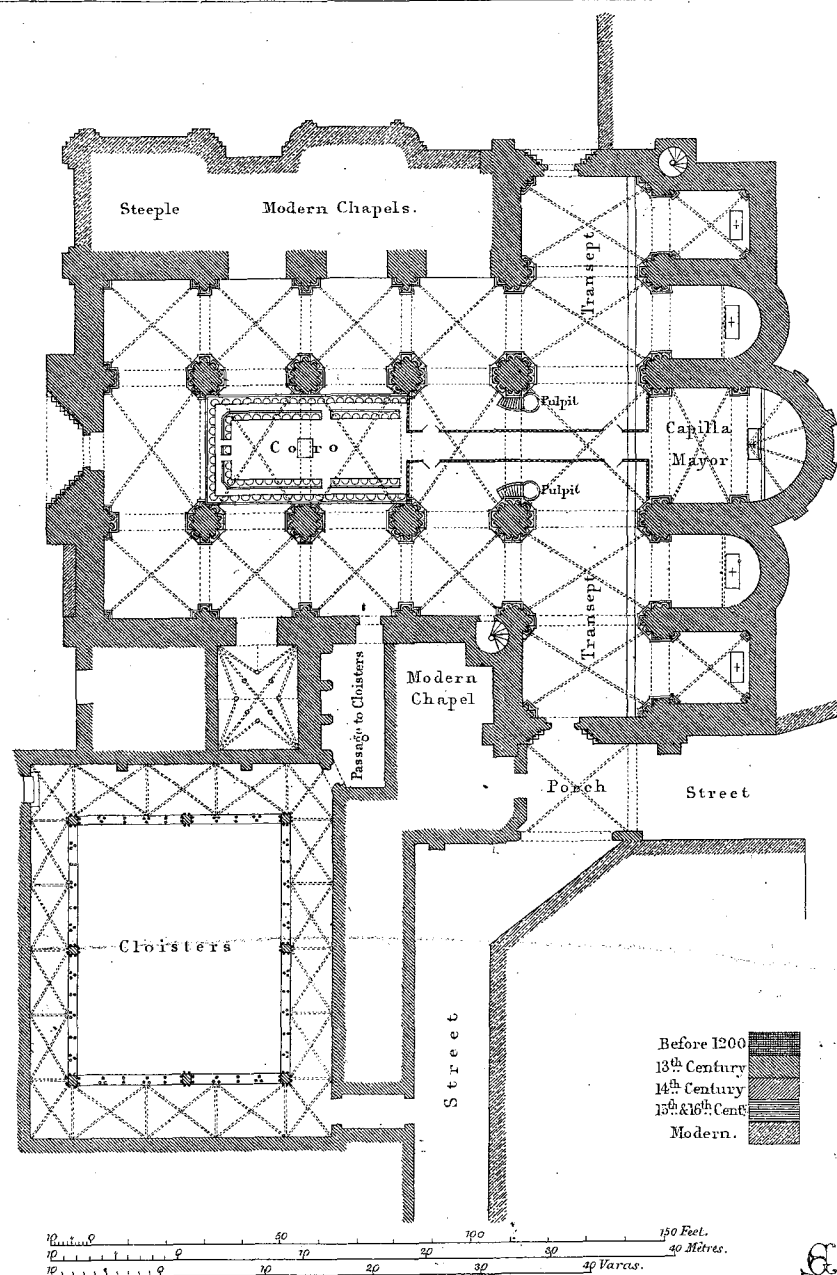 Steeple
Modern Chapels.
Transept
Pulpit
Coro
Capilla
Mayor
Pulpit
Transept
Passage to Cloisters
Modern
Chapel
Porch
Street
Cloisters
Street
Before 1200
13th Century
14th Century
15th & 16th Cent.
Modern.
10 0 50 100 150 Feet.
10 0 10 20 30 40 Mètres.
10 0 10 20 30 40 Varas.